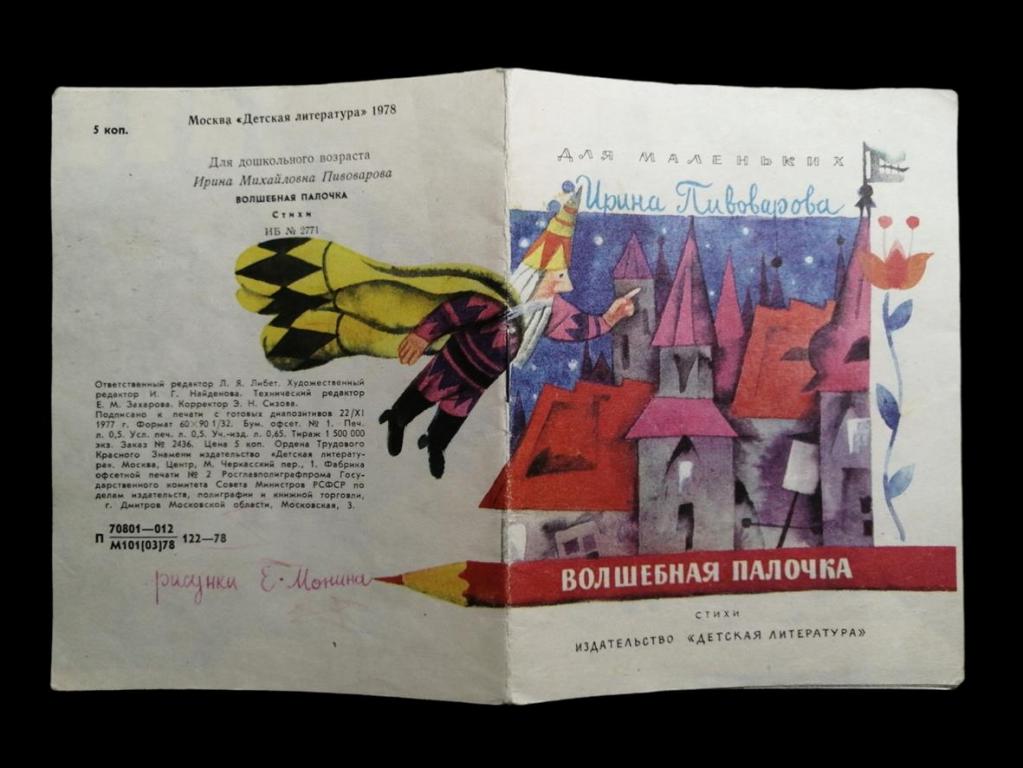 5 коп.
Москва «Детская литература» 1978
Для дошкольного возраста
Ирина Михайловна Пивоварова
ВОЛШЕБНАЯ ПАЛОЧКА
Стихи
ИБ № 2771
Ответственный редактор Л. Я. Либет. Художественный
редактор И. Г. Найденова. Технический редактор
Е. М. Захарова. Корректор Э. Н. Сизова.
Подписано к печати с готовых диапозитивов 22/XI
1977 г. Формат 60×90 1/32. Бум. офсет. № 1. Печ.
л. 0,5. Усл. печ. л. 0,5. Уч.-изд. л. 0,65. Тираж 1 500 000
экз. Заказ № 2436. Цена 5 коп. Ордена Трудового
Красного Знамени издательство «Детская литерату-
ра». Москва, Центр, М. Черкасский пер., 1. Фабрика
офсетной печати № 2 Росглавполиграфпрома Госу-
дарственного комитета Совета Министров РСФСР по
делам издательств, полиграфии и книжной торговли,
г. Дмитров Московской области, Московская, 3.
П 70801—012 122—78
М101(03)78
рисунки Е. Монина
ДЛЯ МАЛЕНЬКИХ
Ирина Пивоварова
ВОЛШЕБНАЯ ПАЛОЧКА
СТИХИ
ИЗДАТЕЛЬСТВО «ДЕТСКАЯ ЛИТЕРАТУРА»